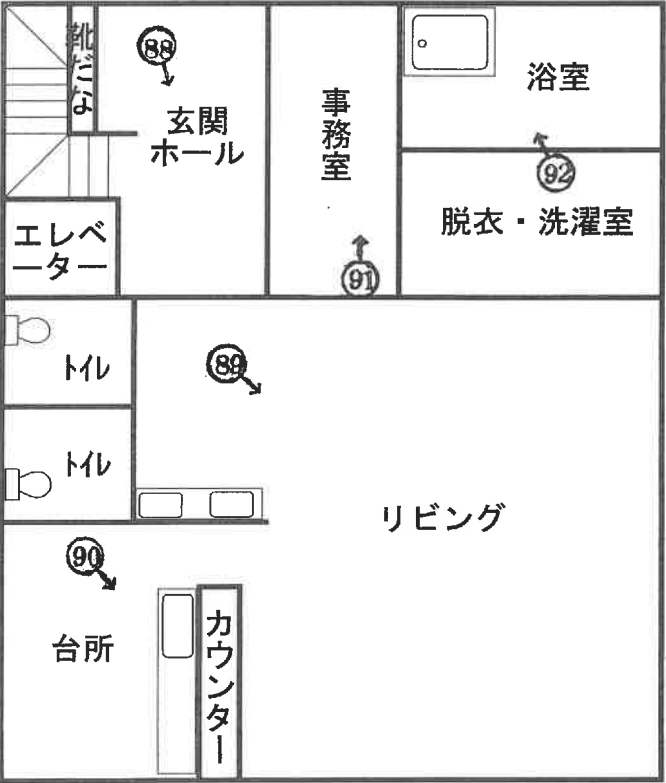 靴だな
88
玄関
ホール
事務室
浴室
92
脱衣・洗濯室
エレベ
ーター
91
トイレ
89
トイレ
リビング
90
台所
カウンター